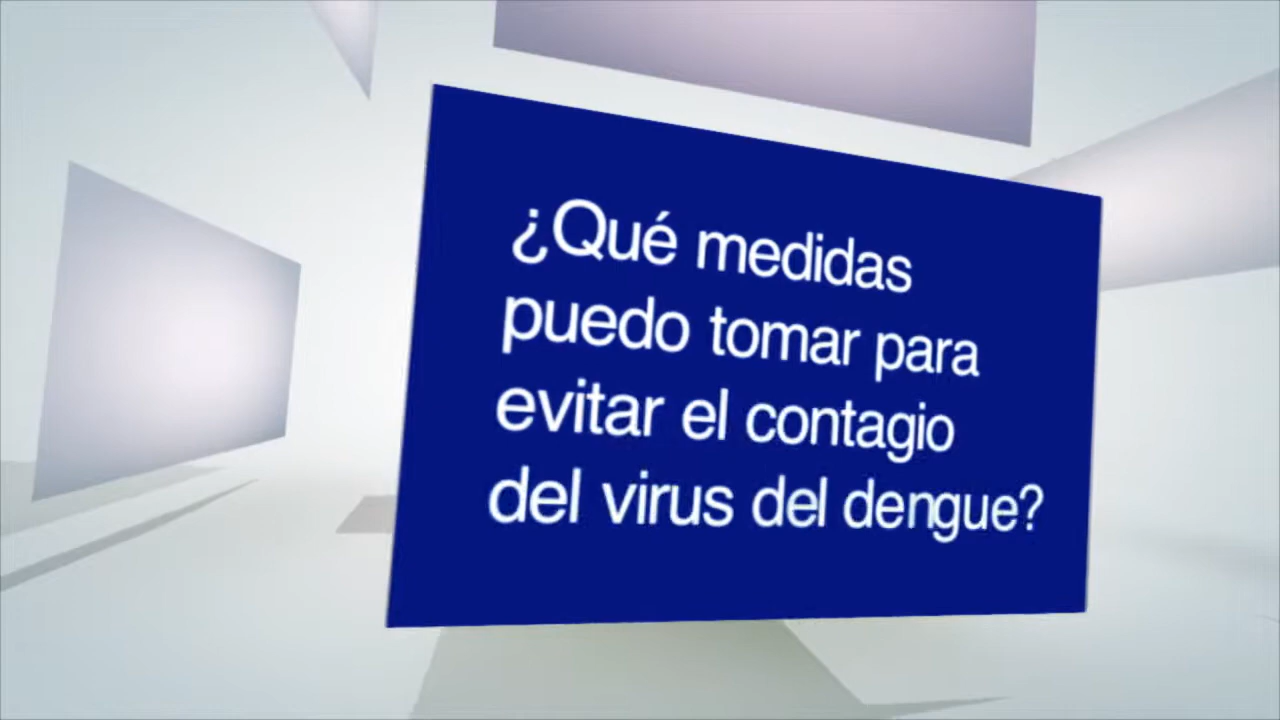 ¿Qué medidas
puedo tomar para
evitar el contagio
del virus del dengue?